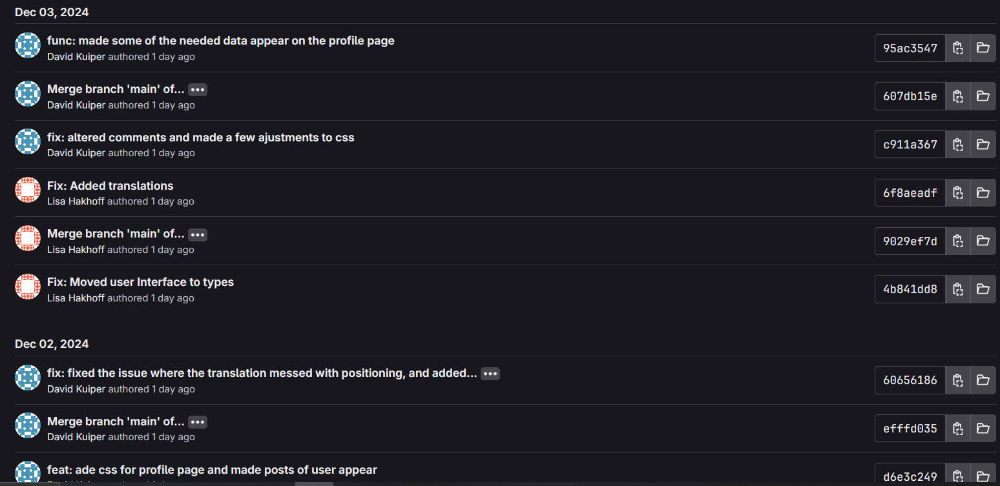 Dec 03, 2024
func: made some of the needed data appear on the profile page
David Kuiper authored 1 day ago
95ac3547
Merge branch 'main' of...
David Kuiper authored 1 day ago
607db15e
fix: altered comments and made a few ajustments to css
David Kuiper authored 1 day ago
c911a367
Fix: Added translations
Lisa Hakhoff authored 1 day ago
6f8aeadf
Merge branch 'main' of...
Lisa Hakhoff authored 1 day ago
9029ef7d
Fix: Moved user Interface to types
Lisa Hakhoff authored 1 day ago
4b841dd8
Dec 02, 2024
fix: fixed the issue where the translation messed with positioning, and added...
David Kuiper authored 1 day ago
60656186
Merge branch 'main' of...
David Kuiper authored 1 day ago
efffd035
feat: ade css for profile page and made posts of user appear
d6e3c249